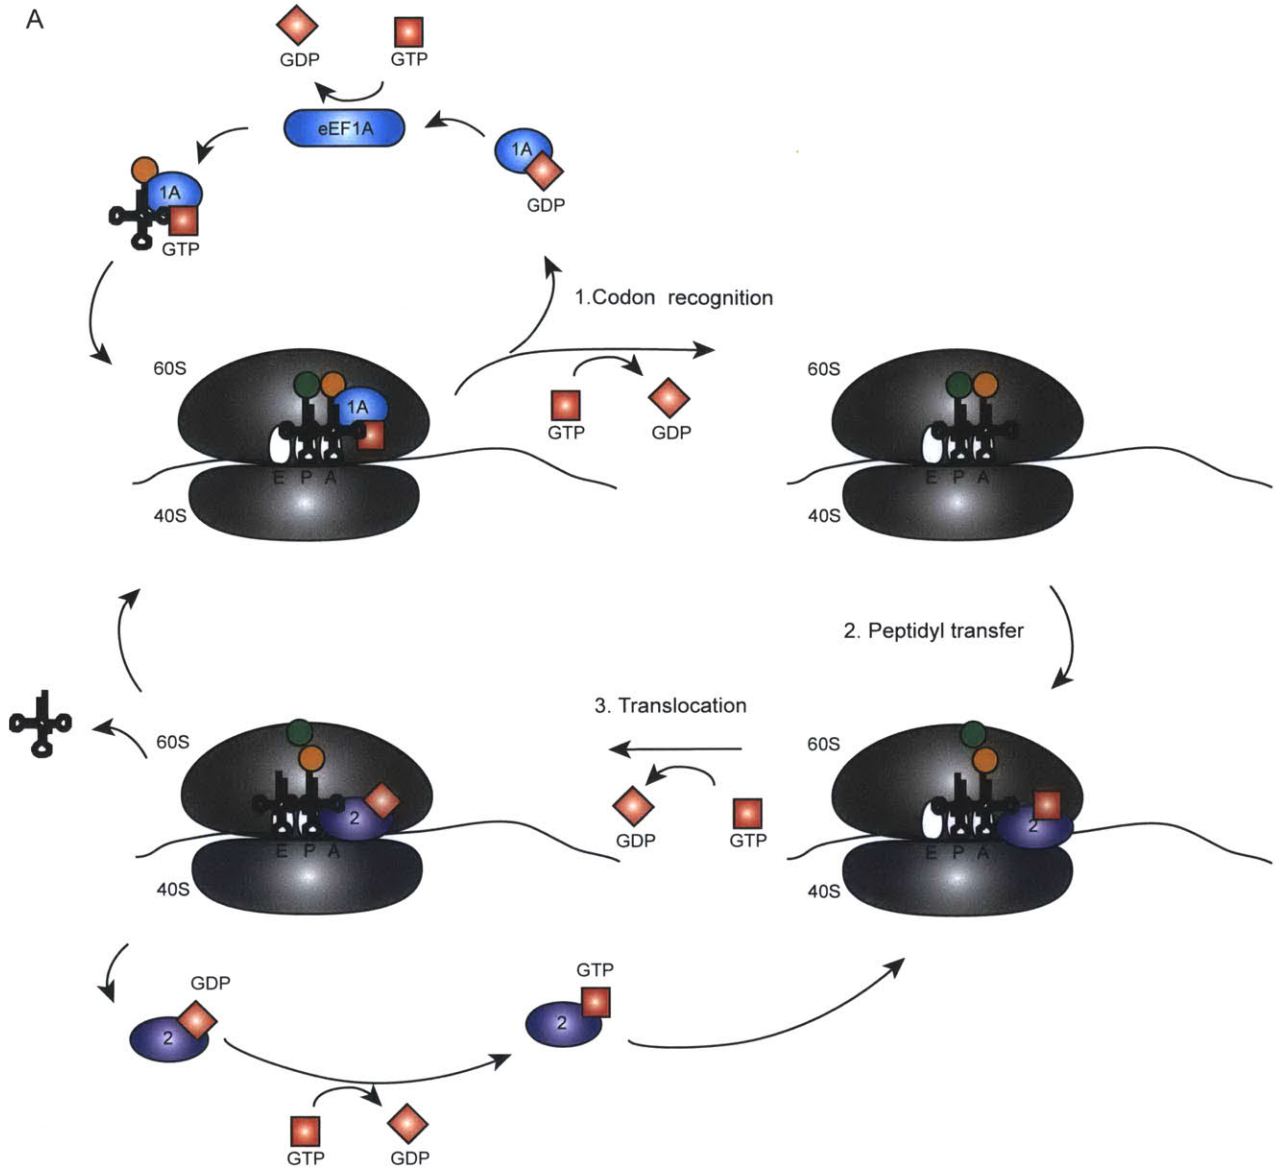 A
GDP
GTP
eEF1A
1A
GDP
1A
GTP
1.Codon recognition
60S
1A
E P A
40S
GTP
GDP
60S
E P A
40S
2. Peptidyl transfer
3. Translocation
60S
2
E P A
40S
GDP
GTP
60S
2
E P A
40S
GDP
2
GTP
2
GTP
GDP